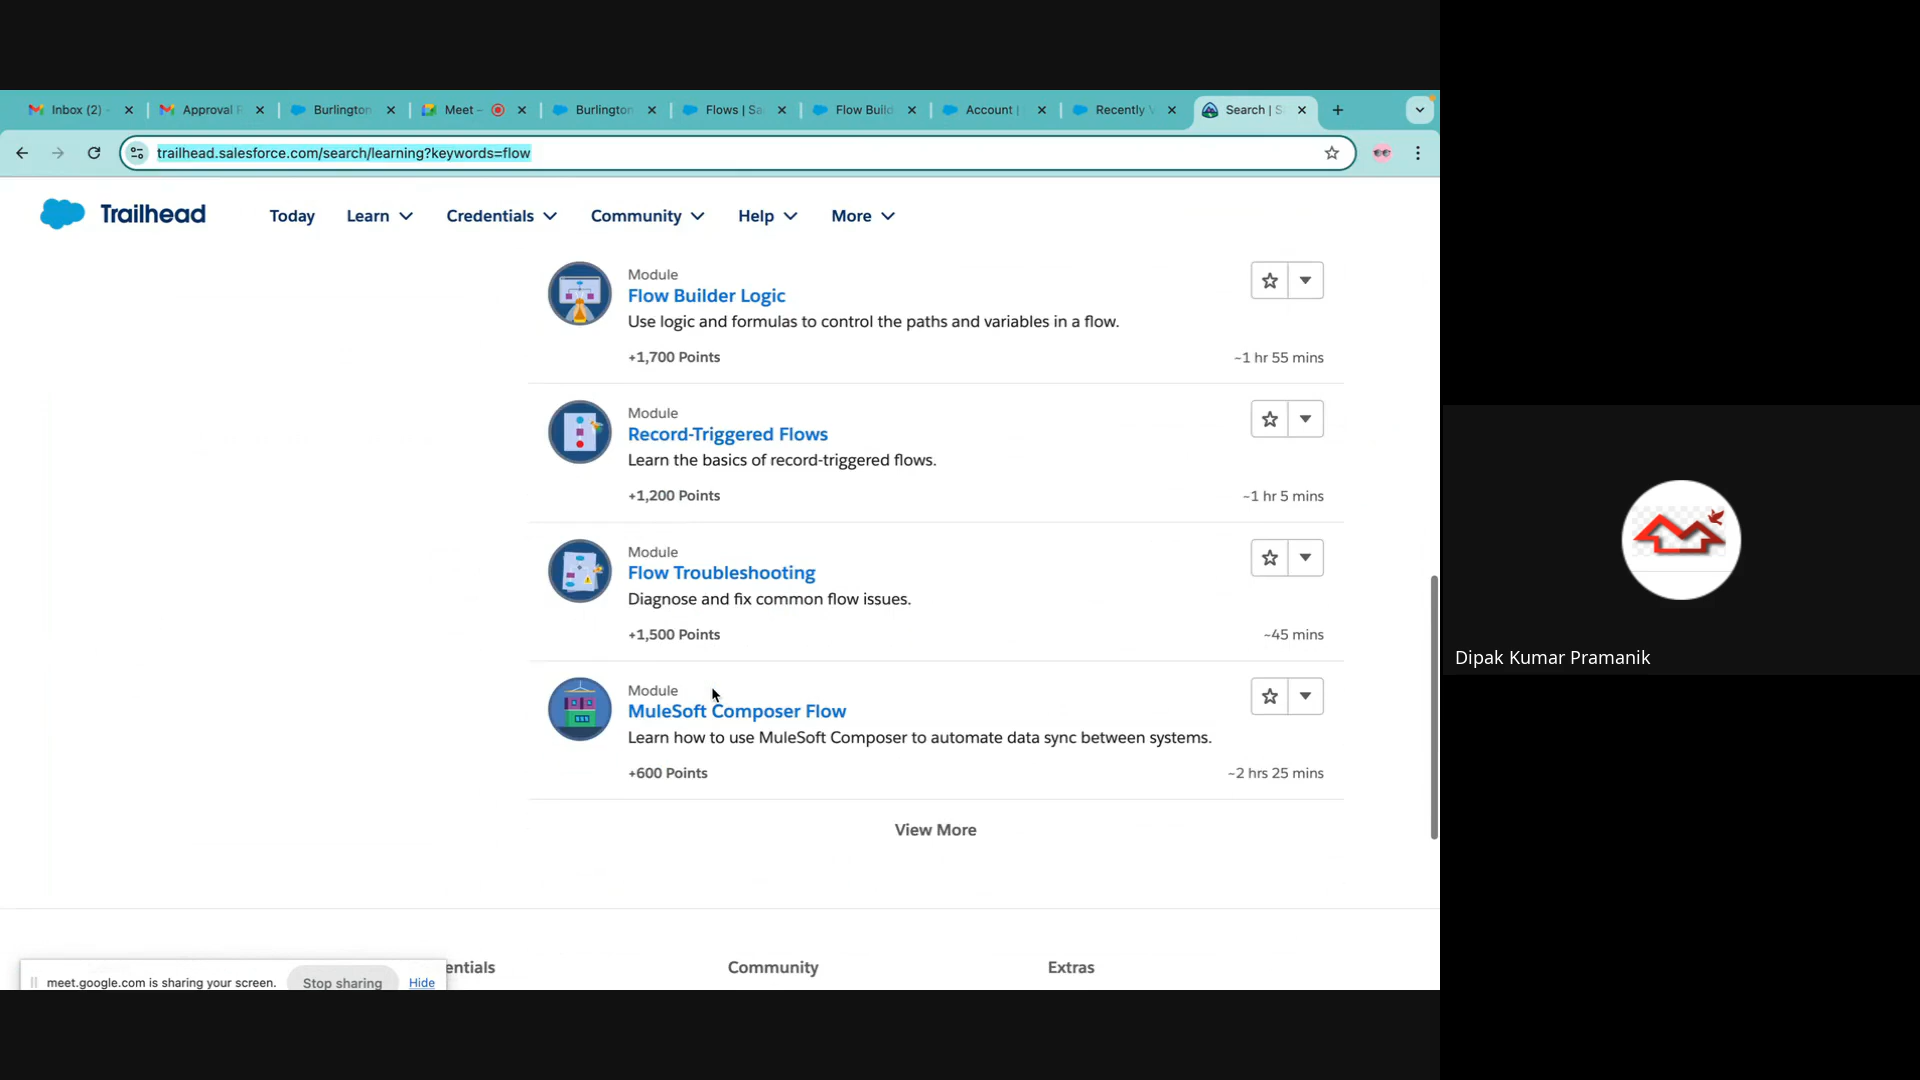 Inbox (2) -
Approval R
Burlington
Meet -
Burlington
Flows | Sa
Flow Build
Account |
Recently V
Search | S
trailhead.salesforce.com/search/learning?keywords=flow
Trailhead
Today
Learn
Credentials
Community
Help
More
Module
Flow Builder Logic
Use logic and formulas to control the paths and variables in a flow.
+1,700 Points
~1 hr 55 mins
Module
Record-Triggered Flows
Learn the basics of record-triggered flows.
+1,200 Points
~1 hr 5 mins
Module
Flow Troubleshooting
Diagnose and fix common flow issues.
+1,500 Points
~45 mins
Module
MuleSoft Composer Flow
Learn how to use MuleSoft Composer to automate data sync between systems.
+600 Points
~2 hrs 25 mins
View More
Dipak Kumar Pramanik
entials
Community
Extras
meet.google.com is sharing your screen.
Stop sharing
Hide